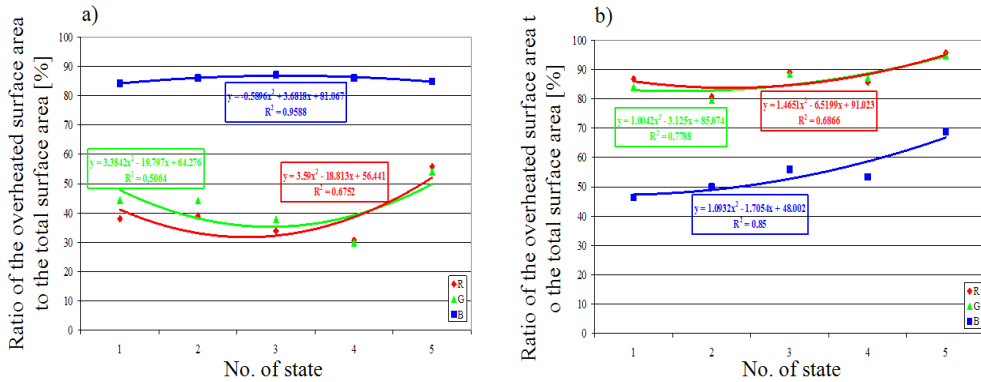 a)
Ratio of the overheated surface area
to the total surface area [%]
100
90
80
70
60
50
40
30
20
10
0
y = -0.5896x² + 3.6818x + 81.067
R² = 0.9588
y = 3.3842x² - 19.797x + 64.276
R² = 0.5064
y = 3.59x² - 18.813x + 56.441
R² = 0.6752
R
G
B
1 2 3 4 5
No. of state
b)
Ratio of the overheated surface area t
o the total surface area [%]
100
90
80
70
60
50
40
30
20
10
0
y = 1.4651x² - 6.5199x + 91.023
R² = 0.6866
y = 1.0042x² - 3.125x + 85.074
R² = 0.7788
y = 1.0932x² - 1.7054x + 48.002
R² = 0.85
R
G
B
1 2 3 4 5
No. of state